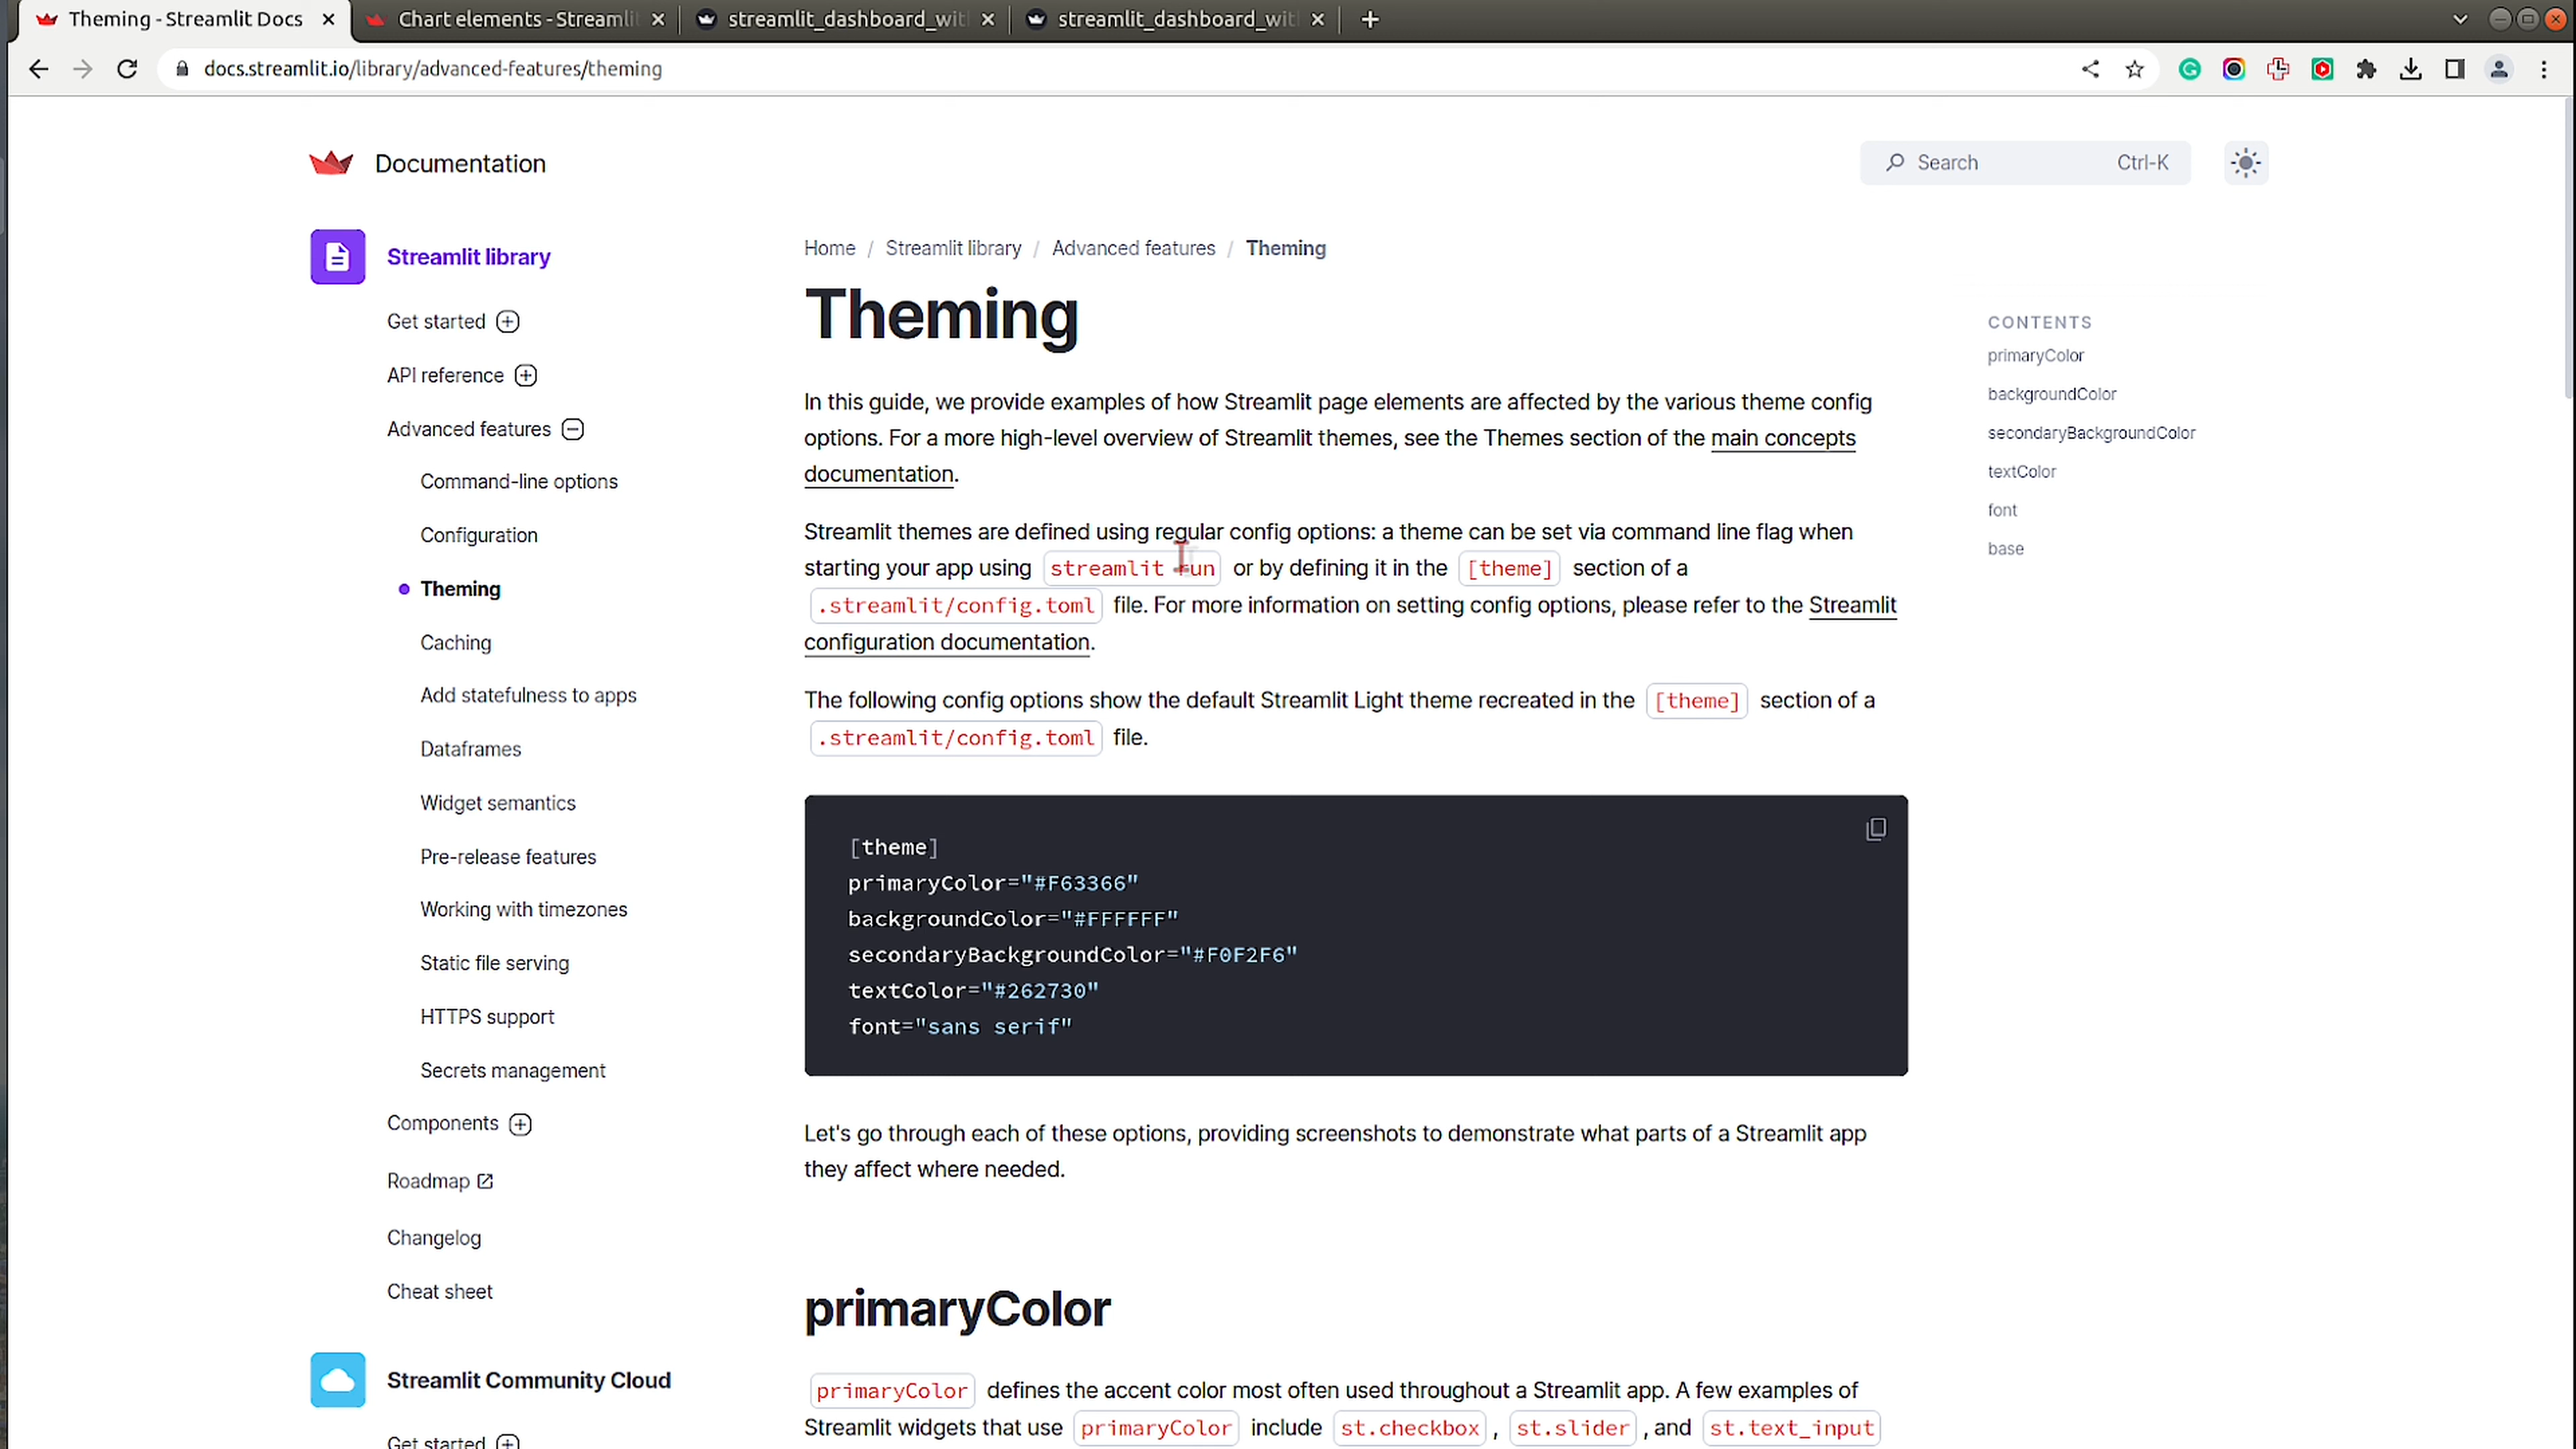 Theming - Streamlit Docs
Chart elements - Streamlit
streamlit_dashboard_wit
streamlit_dashboard_wit
docs.streamlit.io/library/advanced-features/theming
Documentation
Search Ctrl-K
Streamlit library
Get started
API reference
Advanced features
Command-line options
Configuration
Theming
Caching
Add statefulness to apps
Dataframes
Widget semantics
Pre-release features
Working with timezones
Static file serving
HTTPS support
Secrets management
Components
Roadmap
Changelog
Cheat sheet
Streamlit Community Cloud
Get started
Home / Streamlit library / Advanced features / Theming
Theming
In this guide, we provide examples of how Streamlit page elements are affected by the various theme config
options. For a more high-level overview of Streamlit themes, see the Themes section of the main concepts
documentation.
Streamlit themes are defined using regular config options: a theme can be set via command line flag when
starting your app using streamlit run or by defining it in the [theme] section of a
.streamlit/config.toml file. For more information on setting config options, please refer to the Streamlit
configuration documentation.
The following config options show the default Streamlit Light theme recreated in the [theme] section of a
.streamlit/config.toml file.
[theme]
primaryColor="#F63366"
backgroundColor="#FFFFFF"
secondaryBackgroundColor="#F0F2F6"
textColor="#262730"
font="sans serif"
Let's go through each of these options, providing screenshots to demonstrate what parts of a Streamlit app
they affect where needed.
primaryColor
primaryColor defines the accent color most often used throughout a Streamlit app. A few examples of
Streamlit widgets that use primaryColor include st.checkbox , st.slider , and st.text_input
CONTENTS
primaryColor
backgroundColor
secondaryBackgroundColor
textColor
font
base